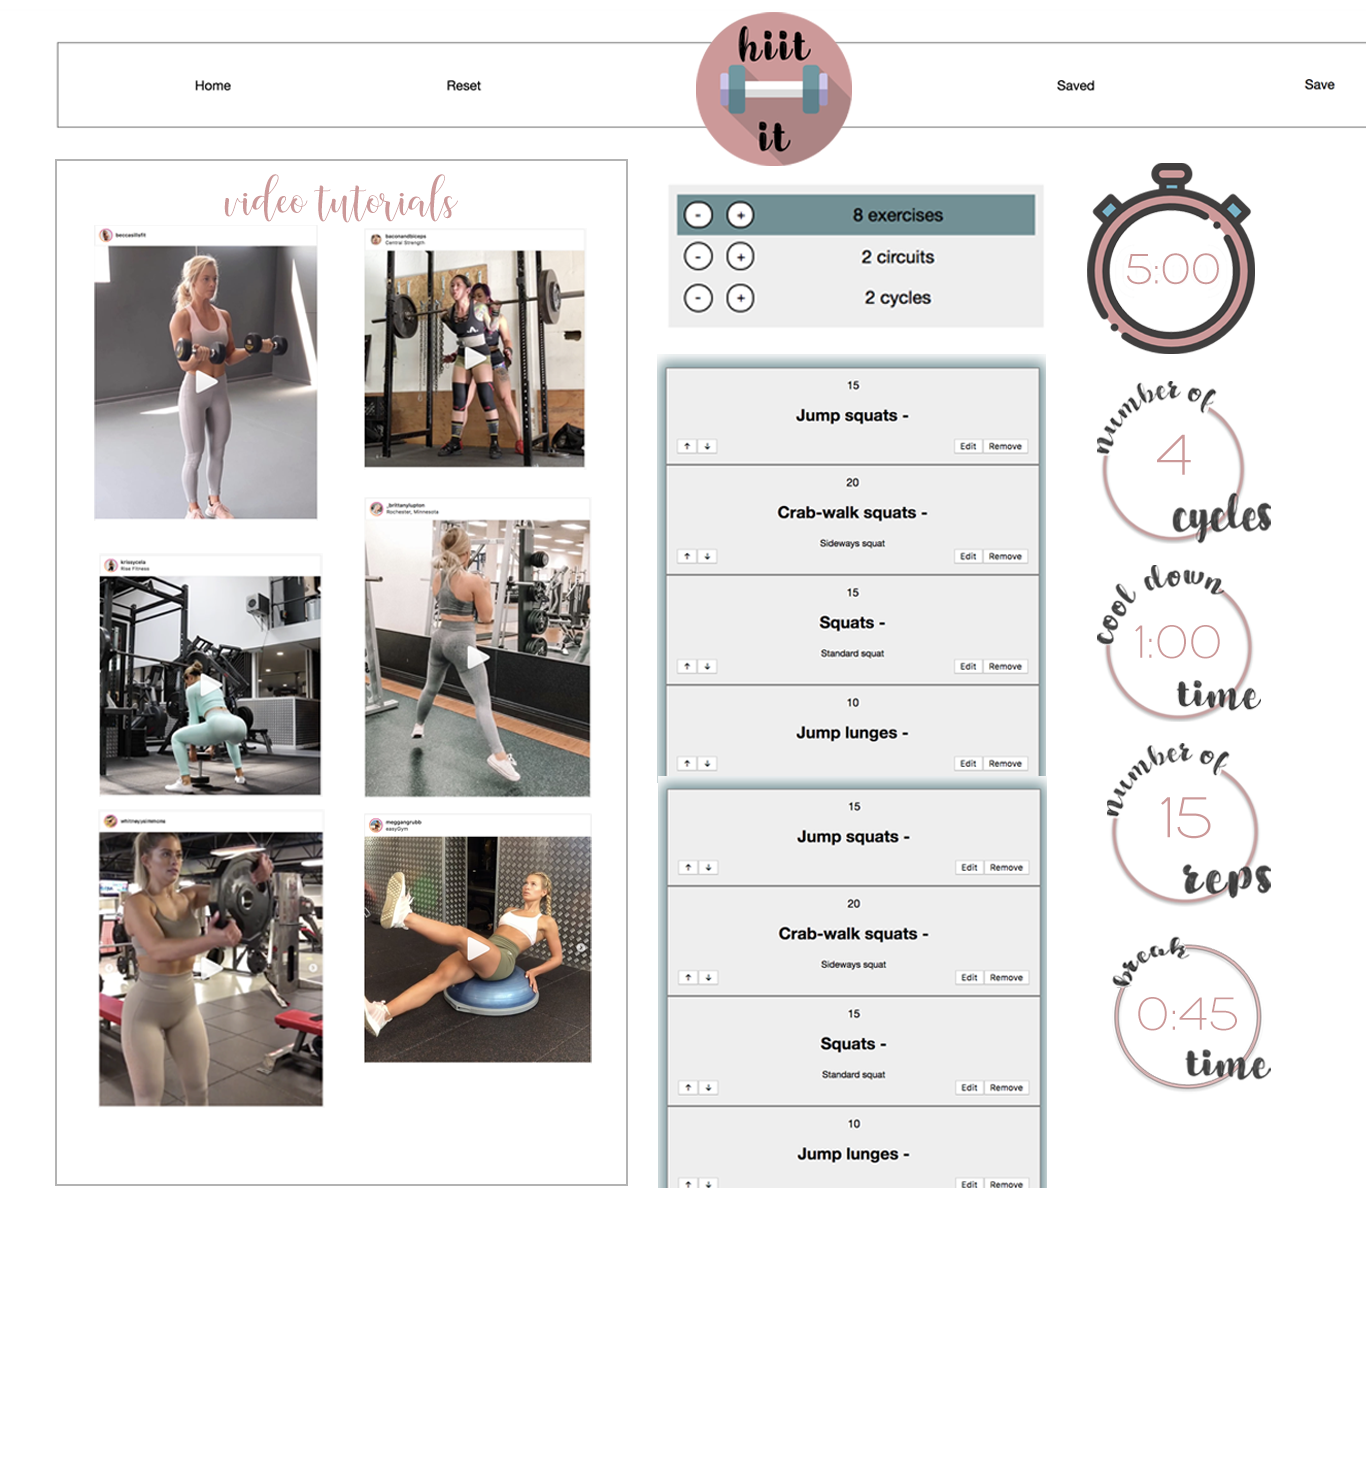 Home
Reset
hiit
it
Saved
Save
video tutorials
beccasillsfit
baconandbiceps
Central Strength
_brittanylupton
Rochester, Minnesota
krissycela
Rise Fitness
whitneyysimmons
meggangrubb
easyGym
- + 8 exercises
- + 2 circuits
- + 2 cycles
15
Jump squats -
↑ ↓ Edit Remove
20
Crab-walk squats -
Sideways squat
↑ ↓ Edit Remove
15
Squats -
Standard squat
↑ ↓ Edit Remove
10
Jump lunges -
↑ ↓ Edit Remove
15
Jump squats -
↑ ↓ Edit Remove
20
Crab-walk squats -
Sideways squat
↑ ↓ Edit Remove
15
Squats -
Standard squat
↑ ↓ Edit Remove
10
Jump lunges -
↑ ↓ Edit Remove
5:00
number of
4
cycles
cool down
1:00
time
number of
15
reps
break
0:45
time